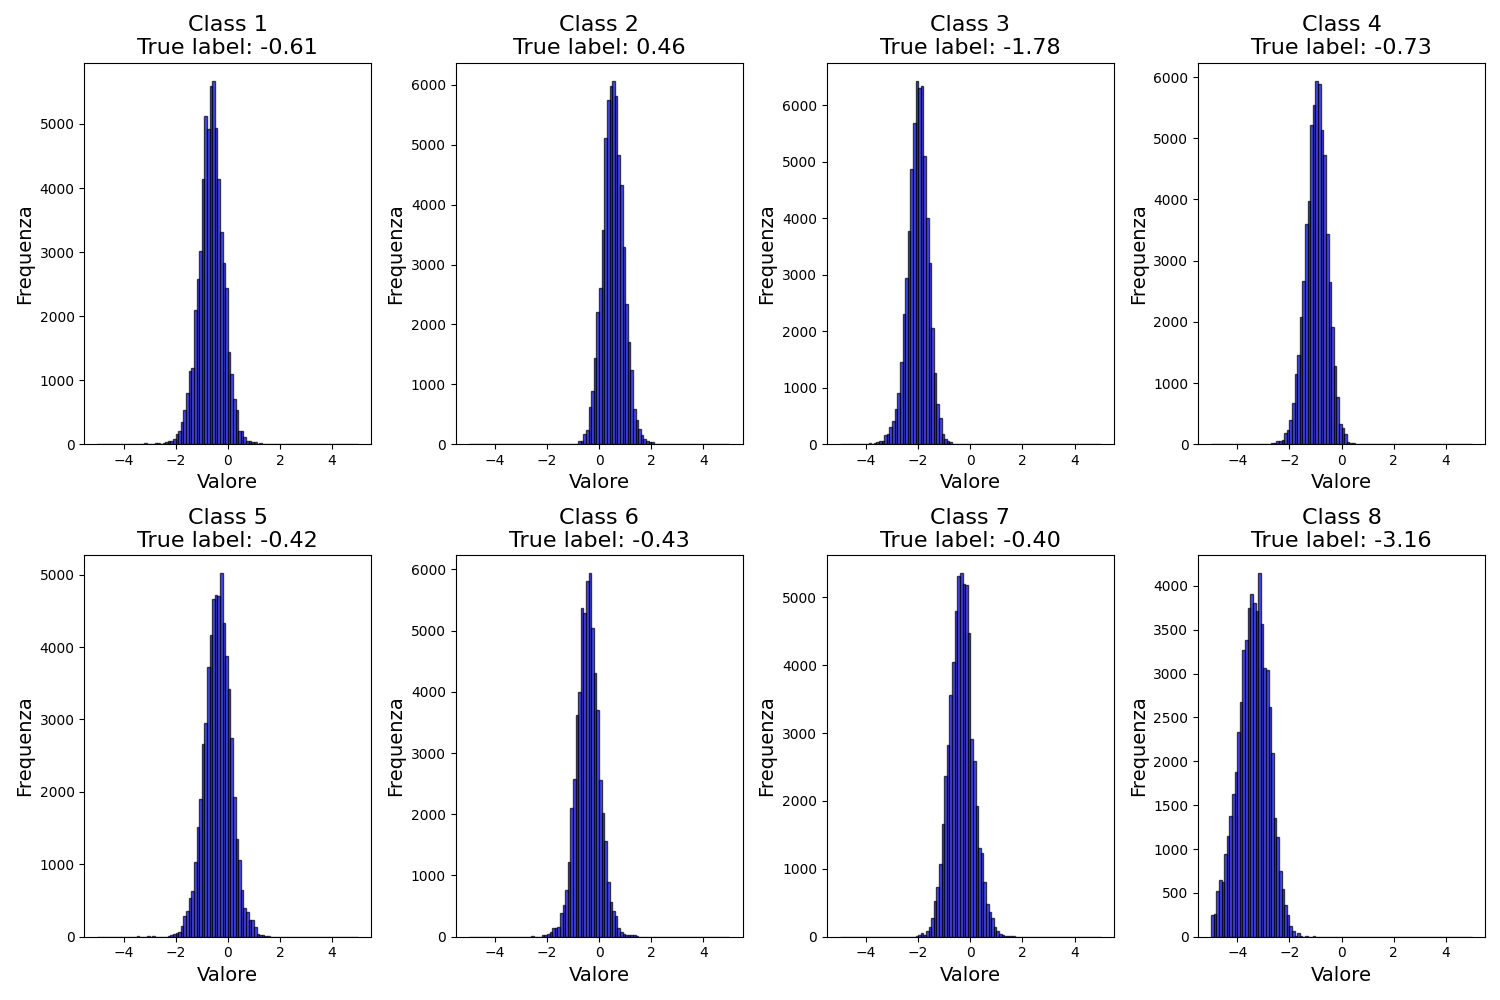 Class 1
True label: -0.61
Class 2
True label: 0.46
Class 3
True label: -1.78
Class 4
True label: -0.73
Frequenza
5000
4000
3000
2000
1000
0
−4 −2 0 2 4
Valore
Frequenza
6000
5000
4000
3000
2000
1000
0
−4 −2 0 2 4
Valore
Frequenza
6000
5000
4000
3000
2000
1000
0
−4 −2 0 2 4
Valore
Frequenza
6000
5000
4000
3000
2000
1000
0
−4 −2 0 2 4
Valore
Class 5
True label: -0.42
Class 6
True label: -0.43
Class 7
True label: -0.40
Class 8
True label: -3.16
Frequenza
5000
4000
3000
2000
1000
0
−4 −2 0 2 4
Valore
Frequenza
6000
5000
4000
3000
2000
1000
0
−4 −2 0 2 4
Valore
Frequenza
5000
4000
3000
2000
1000
0
−4 −2 0 2 4
Valore
Frequenza
4000
3500
3000
2500
2000
1500
1000
500
0
−4 −2 0 2 4
Valore